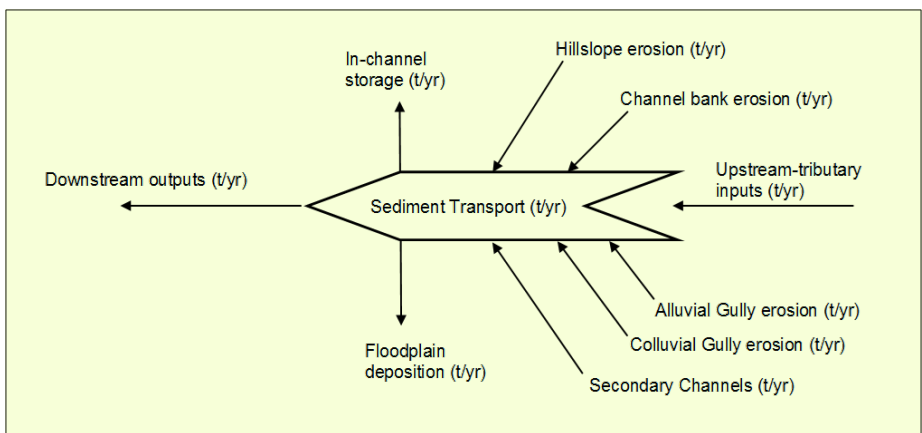 In-channel
storage (t/yr)
Hillslope erosion (t/yr)
Channel bank erosion (t/yr)
Downstream outputs (t/yr)
Sediment Transport (t/yr)
Upstream-tributary
inputs (t/yr)
Alluvial Gully erosion (t/yr)
Floodplain
deposition (t/yr)
Colluvial Gully erosion (t/yr)
Secondary Channels (t/yr)